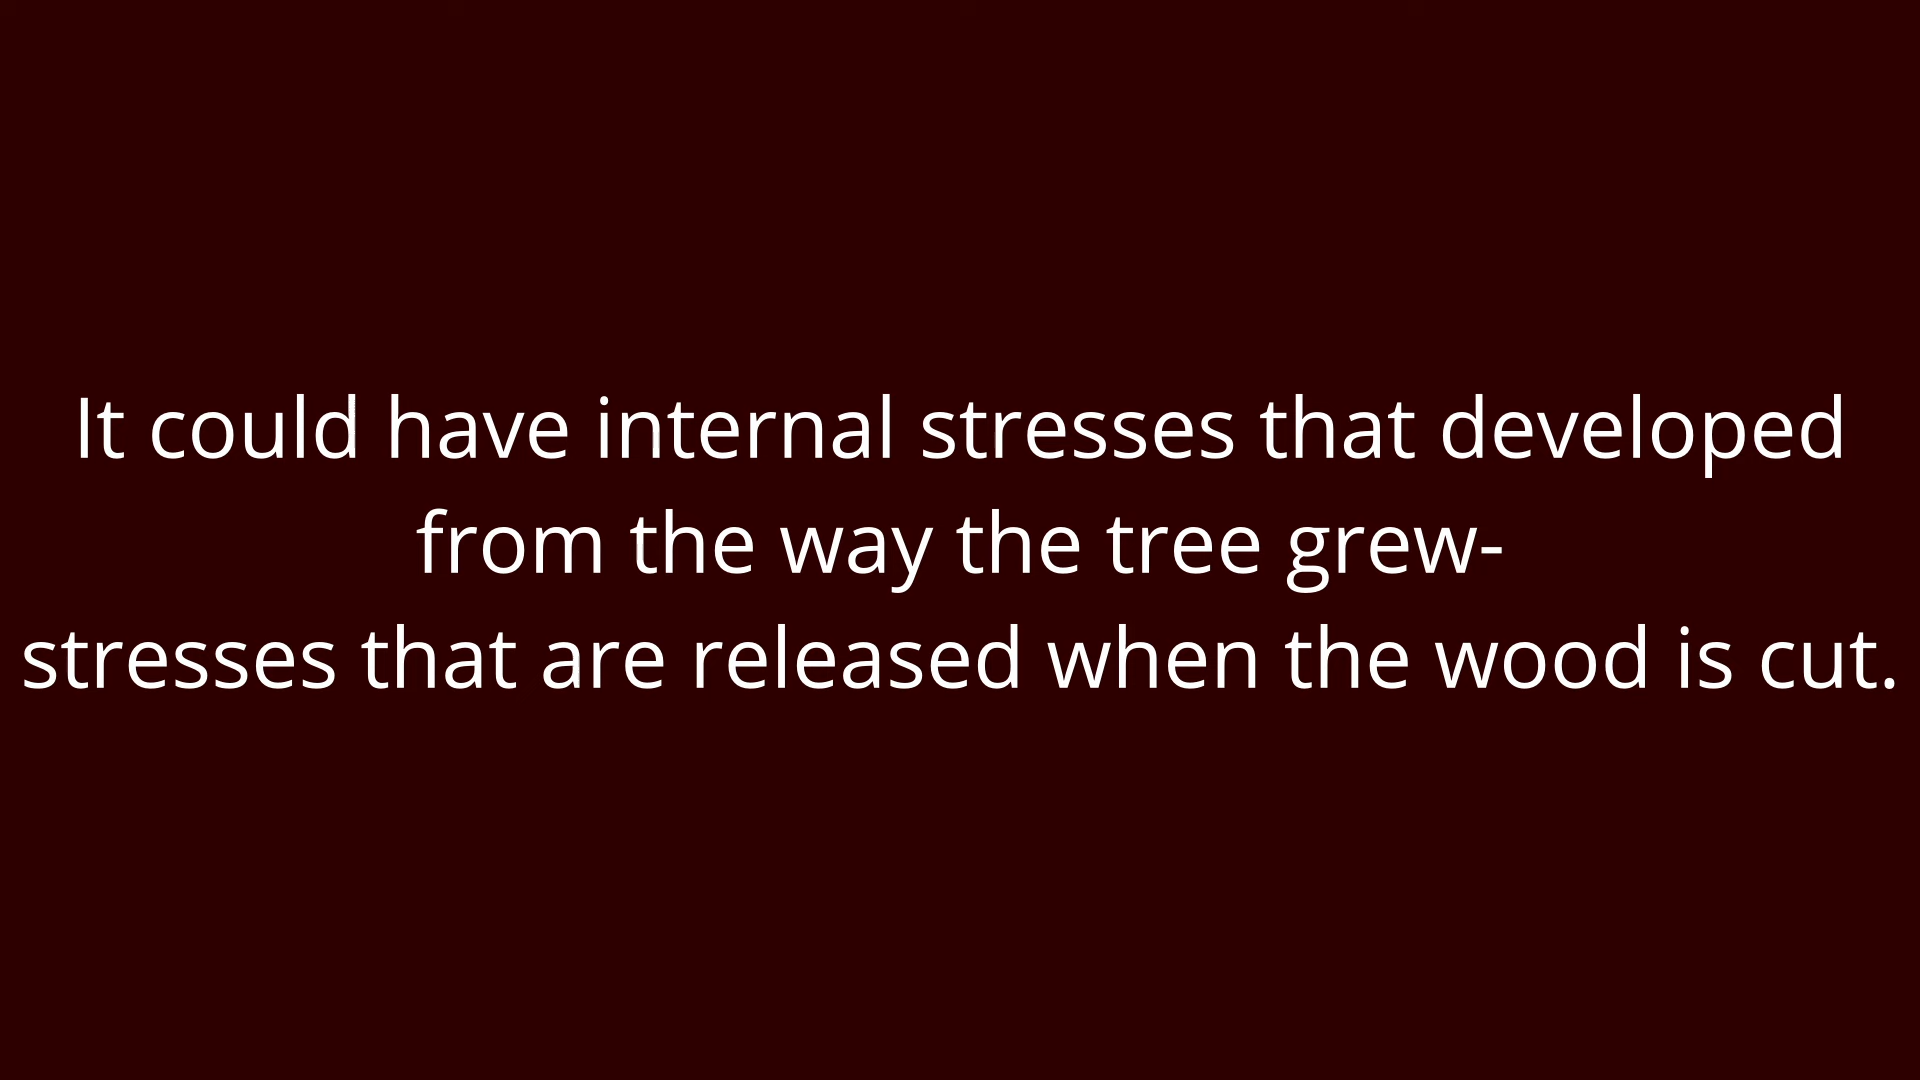 It could have internal stresses that developed
from the way the tree grew-
stresses that are released when the wood is cut.